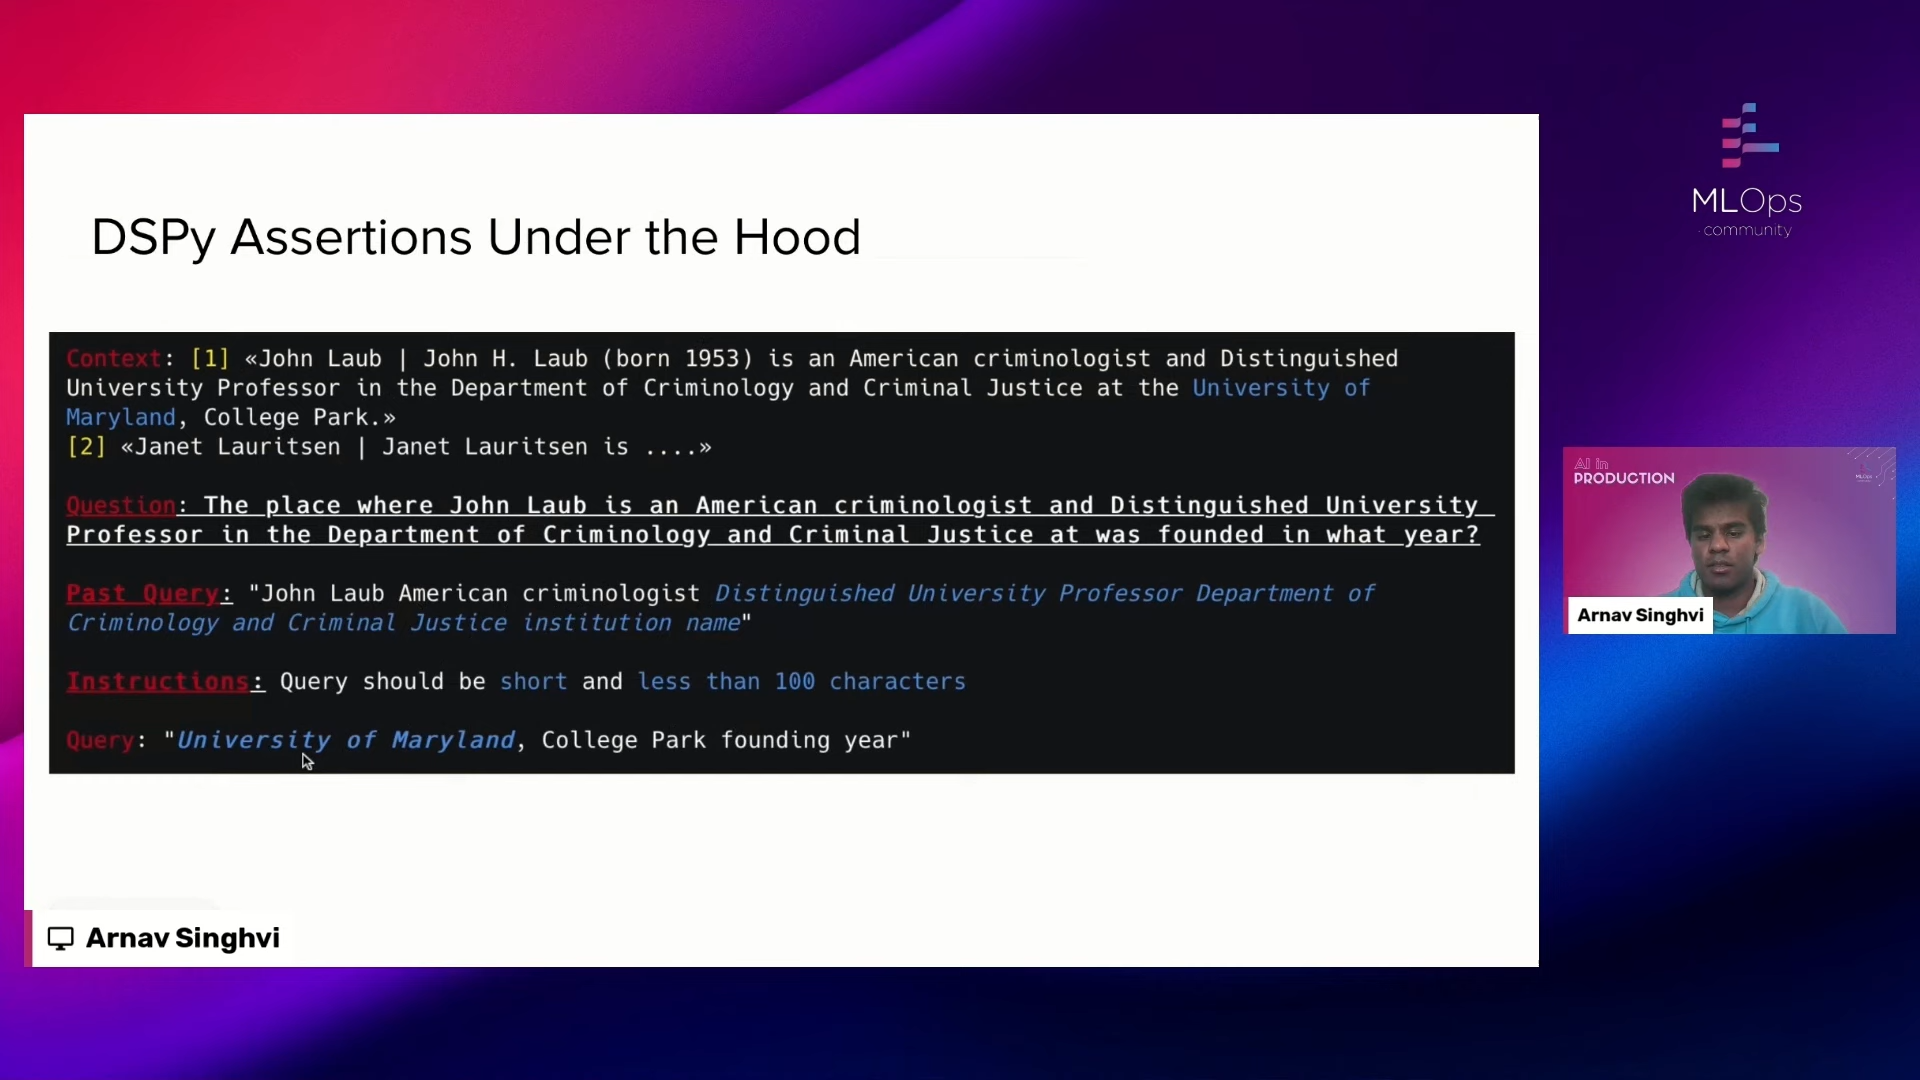 DSPy Assertions Under the Hood
Context: [1] «John Laub | John H. Laub (born 1953) is an American criminologist and Distinguished
University Professor in the Department of Criminology and Criminal Justice at the University of
Maryland, College Park.»
[2] «Janet Lauritsen | Janet Lauritsen is ....»
Question: The place where John Laub is an American criminologist and Distinguished University
Professor in the Department of Criminology and Criminal Justice at was founded in what year?
Past Query: "John Laub American criminologist Distinguished University Professor Department of
Criminology and Criminal Justice institution name"
Instructions: Query should be short and less than 100 characters
Query: "University of Maryland, College Park founding year"
Arnav Singhvi
MLOps
community
AI in
PRODUCTION
Arnav Singhvi